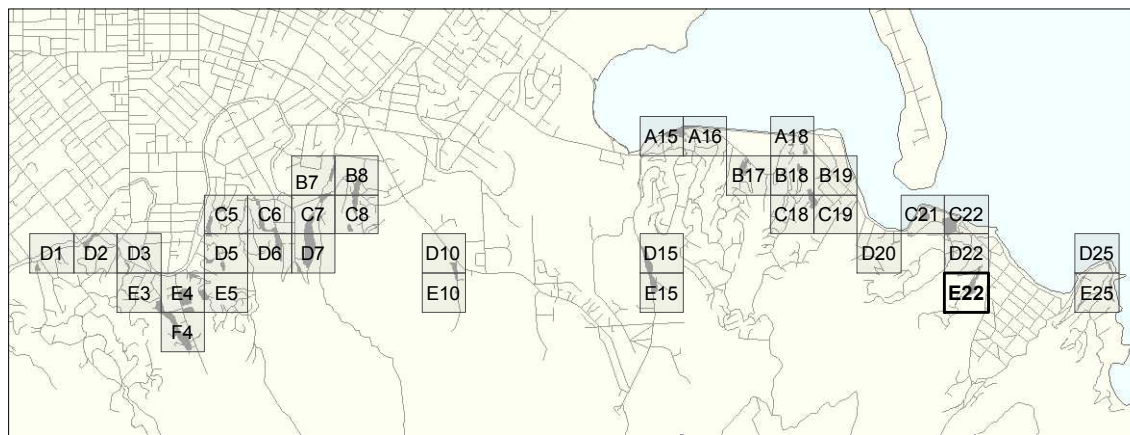 A15 A16 A18
B7 B8 B17 B18 B19
C5 C6 C7 C8 C18 C19 C21 C22
D1 D2 D3 D5 D6 D7 D10 D15 D20 D22 D25
E3 E4 E5 E10 E15 E22 E25
F4